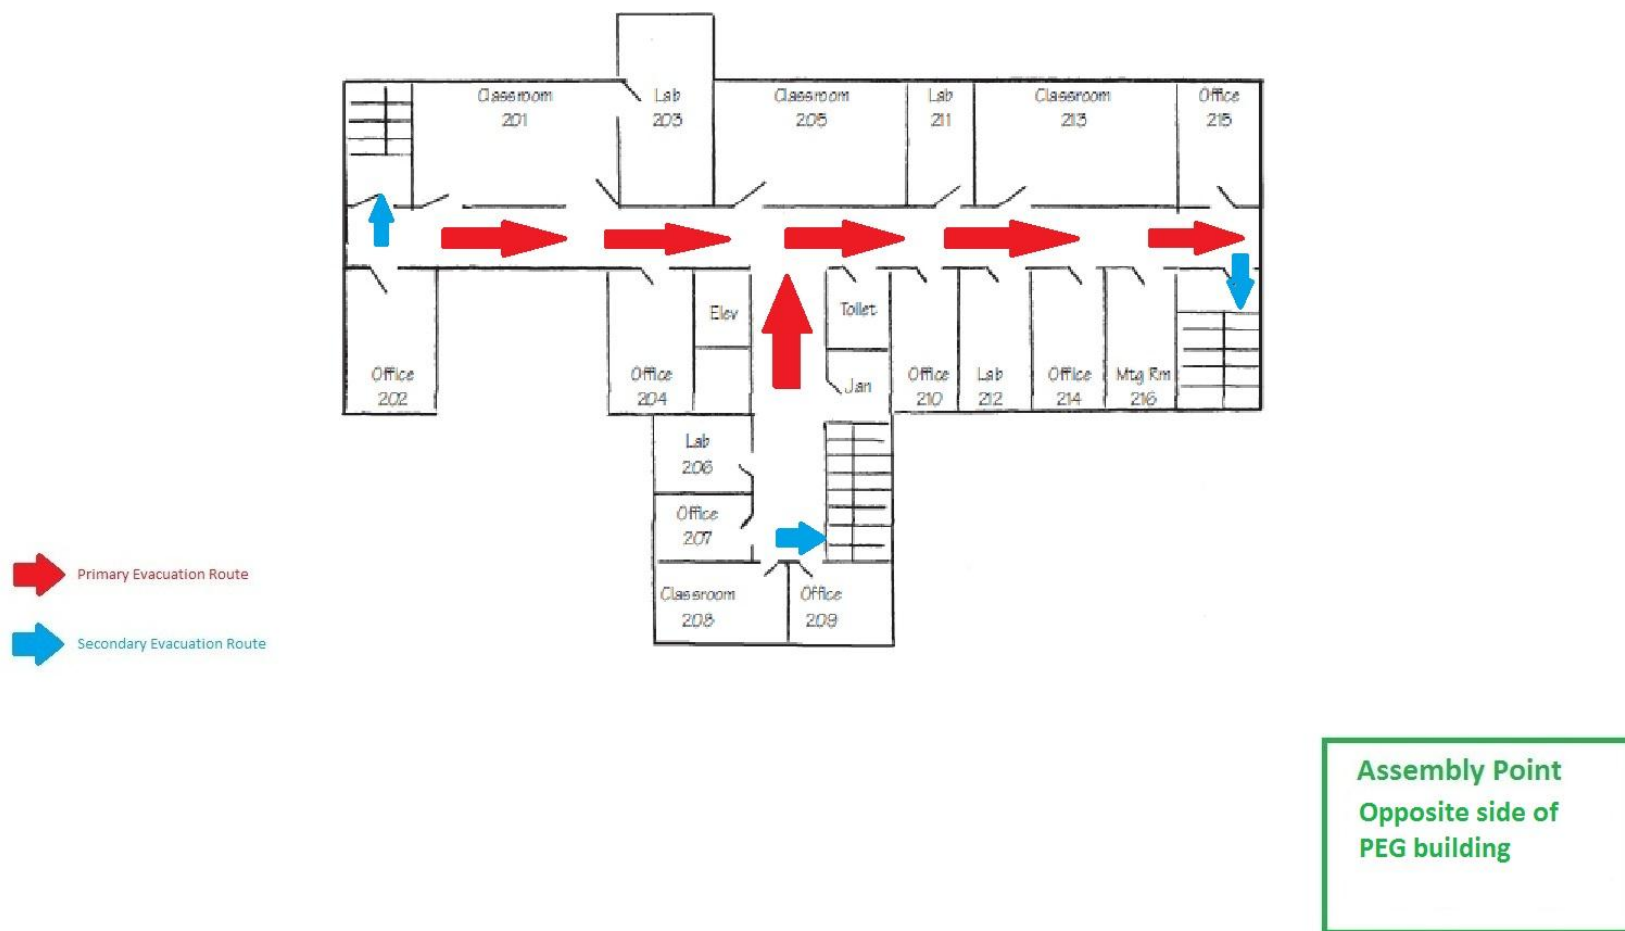 Classroom
201
Lab
203
Classroom
205
Lab
211
Classroom
213
Office
215
Elev
Toilet
Jan
Office
202
Office
204
Office
210
Lab
212
Office
214
Mtg Rm
216
Lab
206
Office
207
Classroom
208
Office
209
Primary Evacuation Route
Secondary Evacuation Route
Assembly Point
Opposite side of
PEG building